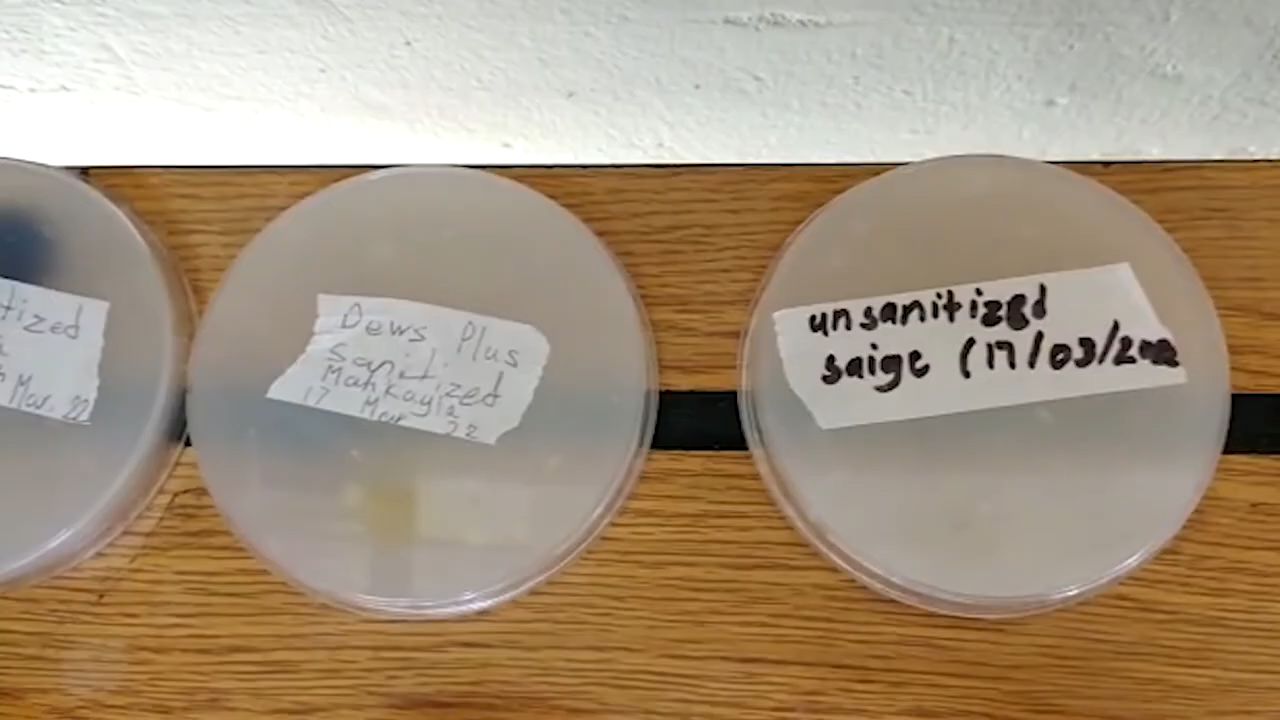 tized
Mar. 22
Dews Plus
Sanitized
Mahkayla
17 Mar 22
unsanitized
saige (17/03/2022